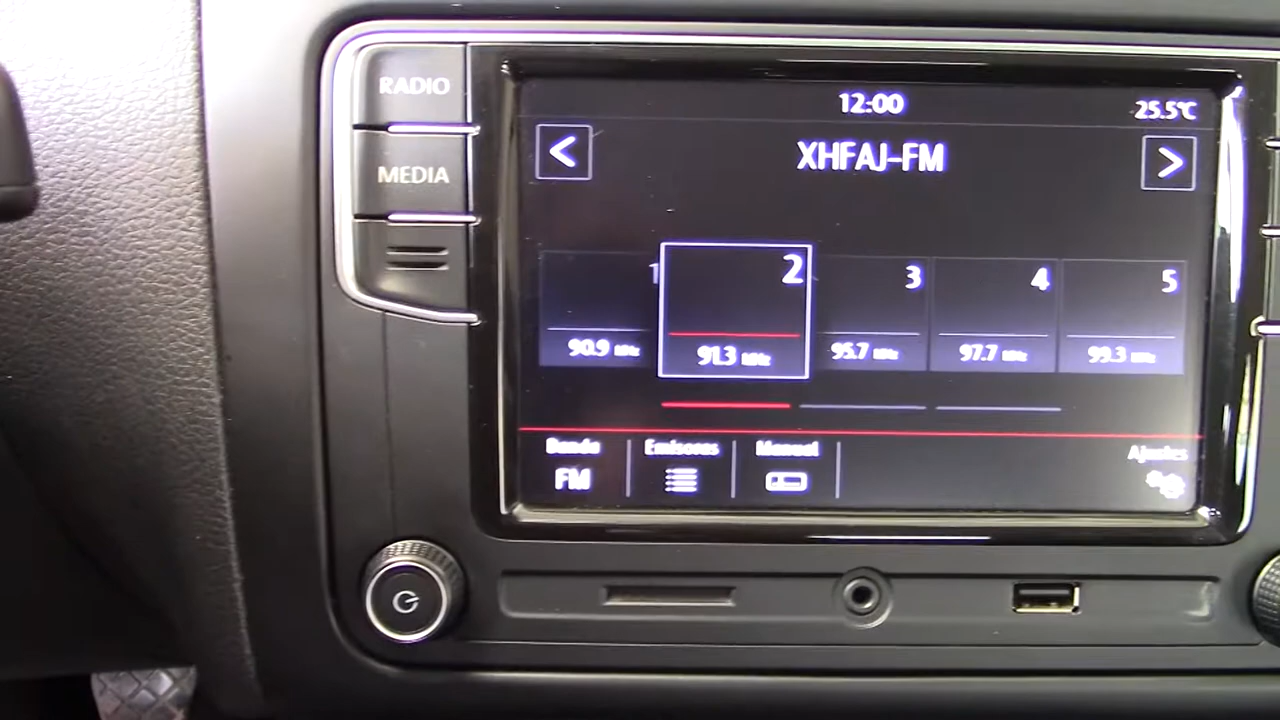 RADIO
MEDIA
12:00
25.5°C
<
XHFAJ-FM
>
1
2
3
4
5
90.9 MHz
91.3 MHz
95.7 MHz
97.7 MHz
99.3 MHz
Banda
Emisoras
Manual
Ajustes
FM